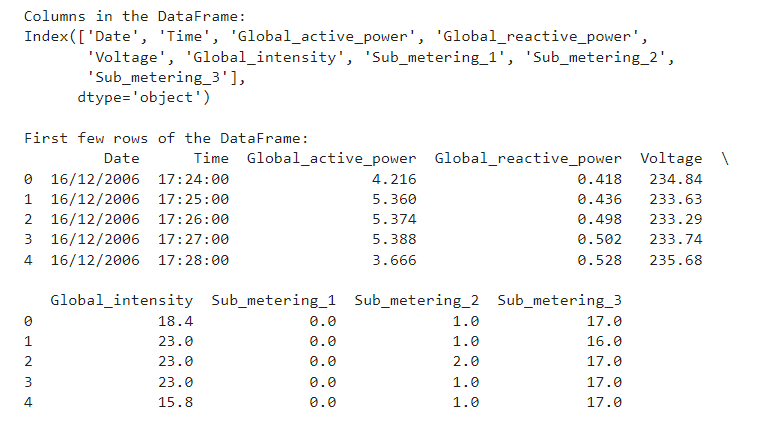 Columns in the DataFrame:
Index(['Date', 'Time', 'Global_active_power', 'Global_reactive_power',
       'Voltage', 'Global_intensity', 'Sub_metering_1', 'Sub_metering_2',
       'Sub_metering_3'],
      dtype='object')
First few rows of the DataFrame:
         Date      Time  Global_active_power  Global_reactive_power  Voltage  \
0  16/12/2006  17:24:00                4.216                  0.418   234.84
1  16/12/2006  17:25:00                5.360                  0.436   233.63
2  16/12/2006  17:26:00                5.374                  0.498   233.29
3  16/12/2006  17:27:00                5.388                  0.502   233.74
4  16/12/2006  17:28:00                3.666                  0.528   235.68
   Global_intensity  Sub_metering_1  Sub_metering_2  Sub_metering_3
0              18.4             0.0             1.0            17.0
1              23.0             0.0             1.0            16.0
2              23.0             0.0             2.0            17.0
3              23.0             0.0             1.0            17.0
4              15.8             0.0             1.0            17.0